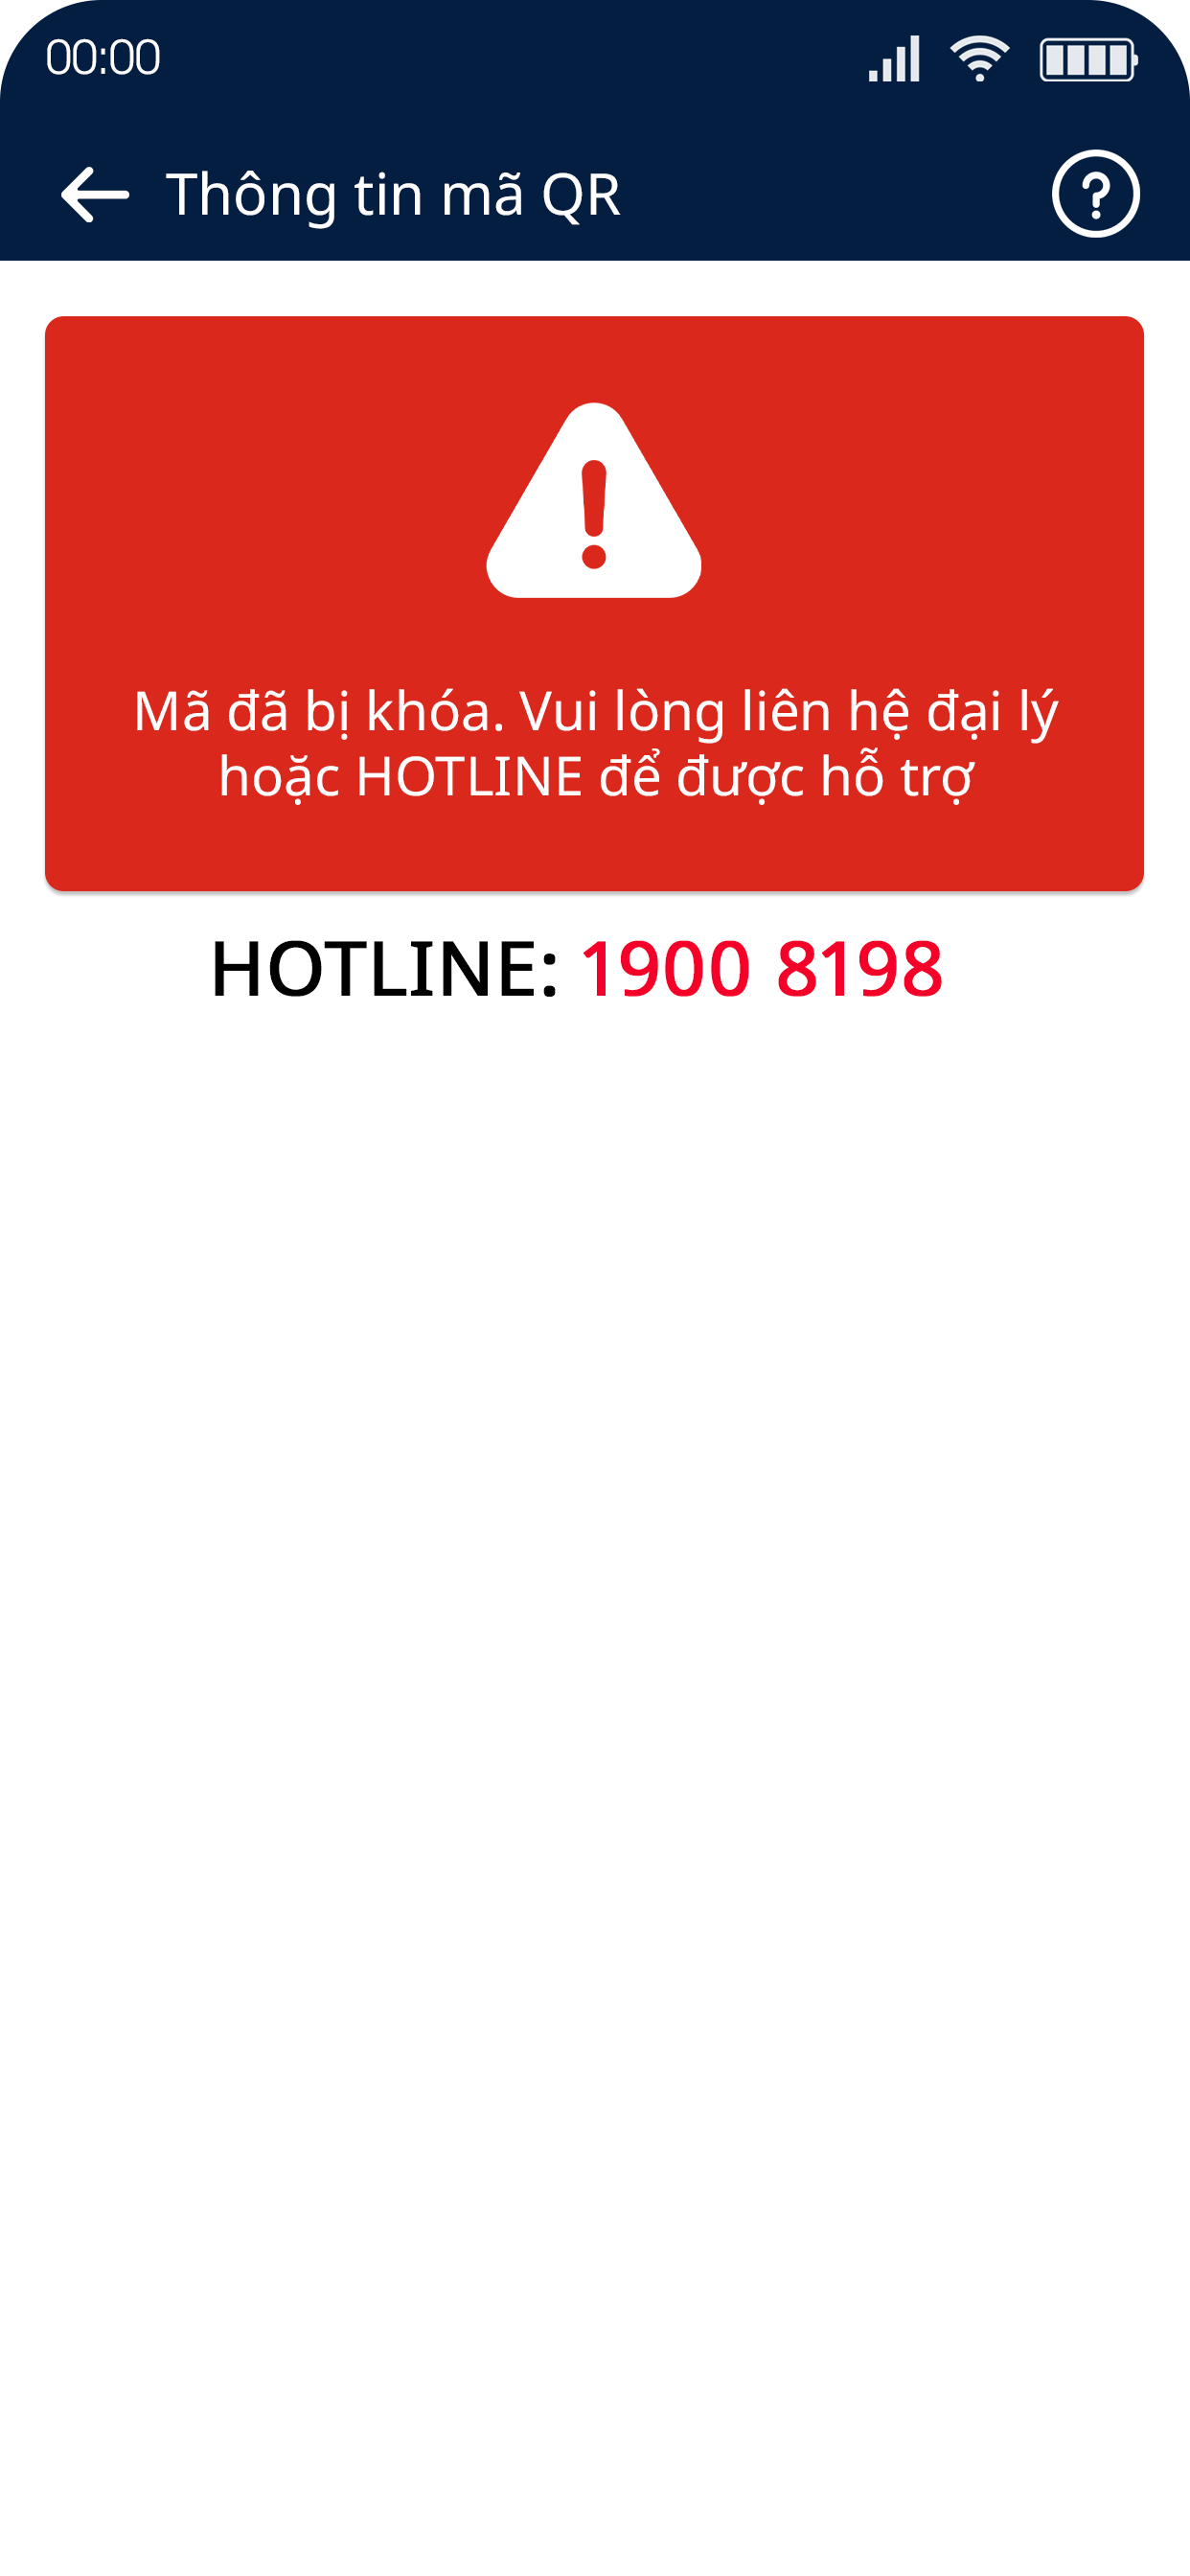 00:00
Thông tin mã QR
Mã đã bị khóa. Vui lòng liên hệ đại lý
hoặc HOTLINE để được hỗ trợ
HOTLINE: 1900 8198